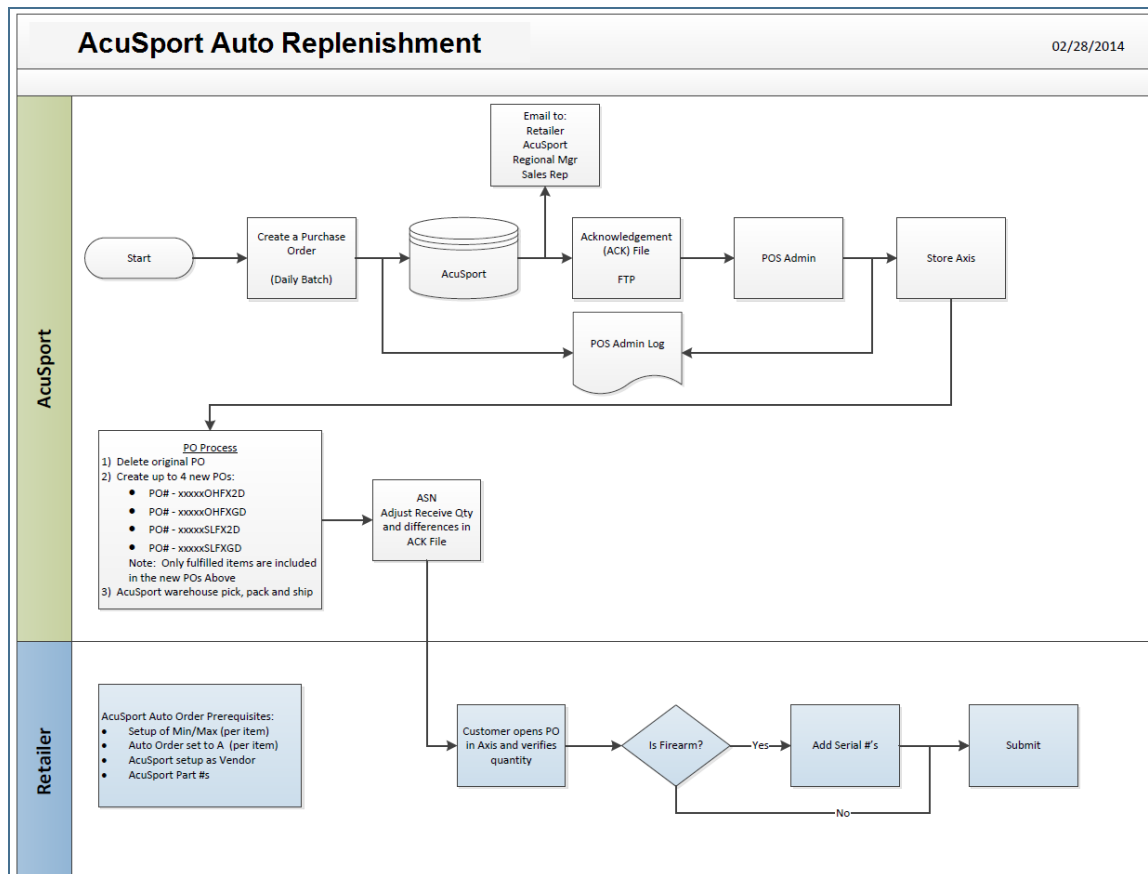 AcuSport Auto Replenishment
02/28/2014
AcuSport
Email to:
Retailer
AcuSport
Regional Mgr
Sales Rep
Start
Create a Purchase
Order
(Daily Batch)
AcuSport
Acknowledgement
(ACK) File
FTP
POS Admin
Store Axis
POS Admin Log
PO Process
1) Delete original PO
2) Create up to 4 new POs:
● PO# - xxxxxOHFX2D
● PO# - xxxxxOHFXGD
● PO# - xxxxxSLFX2D
● PO# - xxxxxSLFXGD
Note: Only fulfilled items are included
in the new POs Above
3) AcuSport warehouse pick, pack and ship
ASN
Adjust Receive Qty
and differences in
ACK File
Retailer
AcuSport Auto Order Prerequisites:
● Setup of Min/Max (per item)
● Auto Order set to A (per item)
● AcuSport setup as Vendor
● AcuSport Part #s
Customer opens PO
in Axis and verifies
quantity
Is Firearm?
Yes
Add Serial #'s
Submit
No